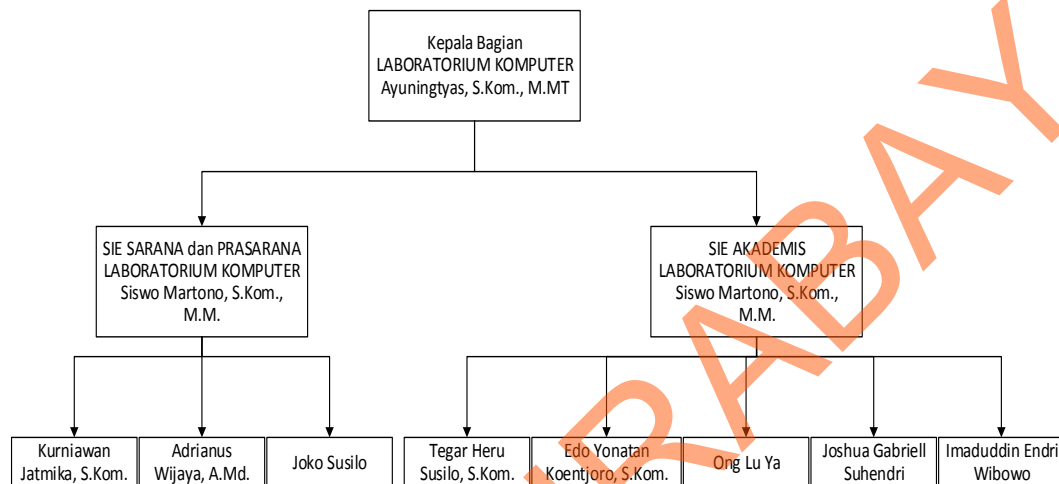 Kepala Bagian
LABORATORIUM KOMPUTER
Ayuningtyas, S.Kom., M.MT
SIE SARANA dan PRASARANA
LABORATORIUM KOMPUTER
Siswo Martono, S.Kom.,
M.M.
SIE AKADEMIS
LABORATORIUM KOMPUTER
Siswo Martono, S.Kom.,
M.M.
Kurniawan
Jatmika, S.Kom.
Adrianus
Wijaya, A.Md.
Joko Susilo
Tegar Heru
Susilo, S.Kom.
Edo Yonatan
Koentjoro, S.Kom.
Ong Lu Ya
Joshua Gabriell
Suhendri
Imaduddin Endri
Wibowo
RABAY